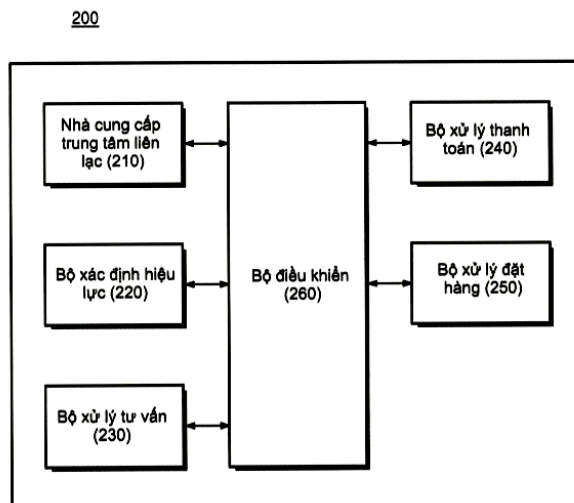 200
Nhà cung cấp
trung tâm liên
lạc (210)
Bộ xác định hiệu
lực (220)
Bộ xử lý tư vấn
(230)
Bộ điều khiển
(260)
Bộ xử lý thanh
toán (240)
Bộ xử lý đặt
hàng (250)